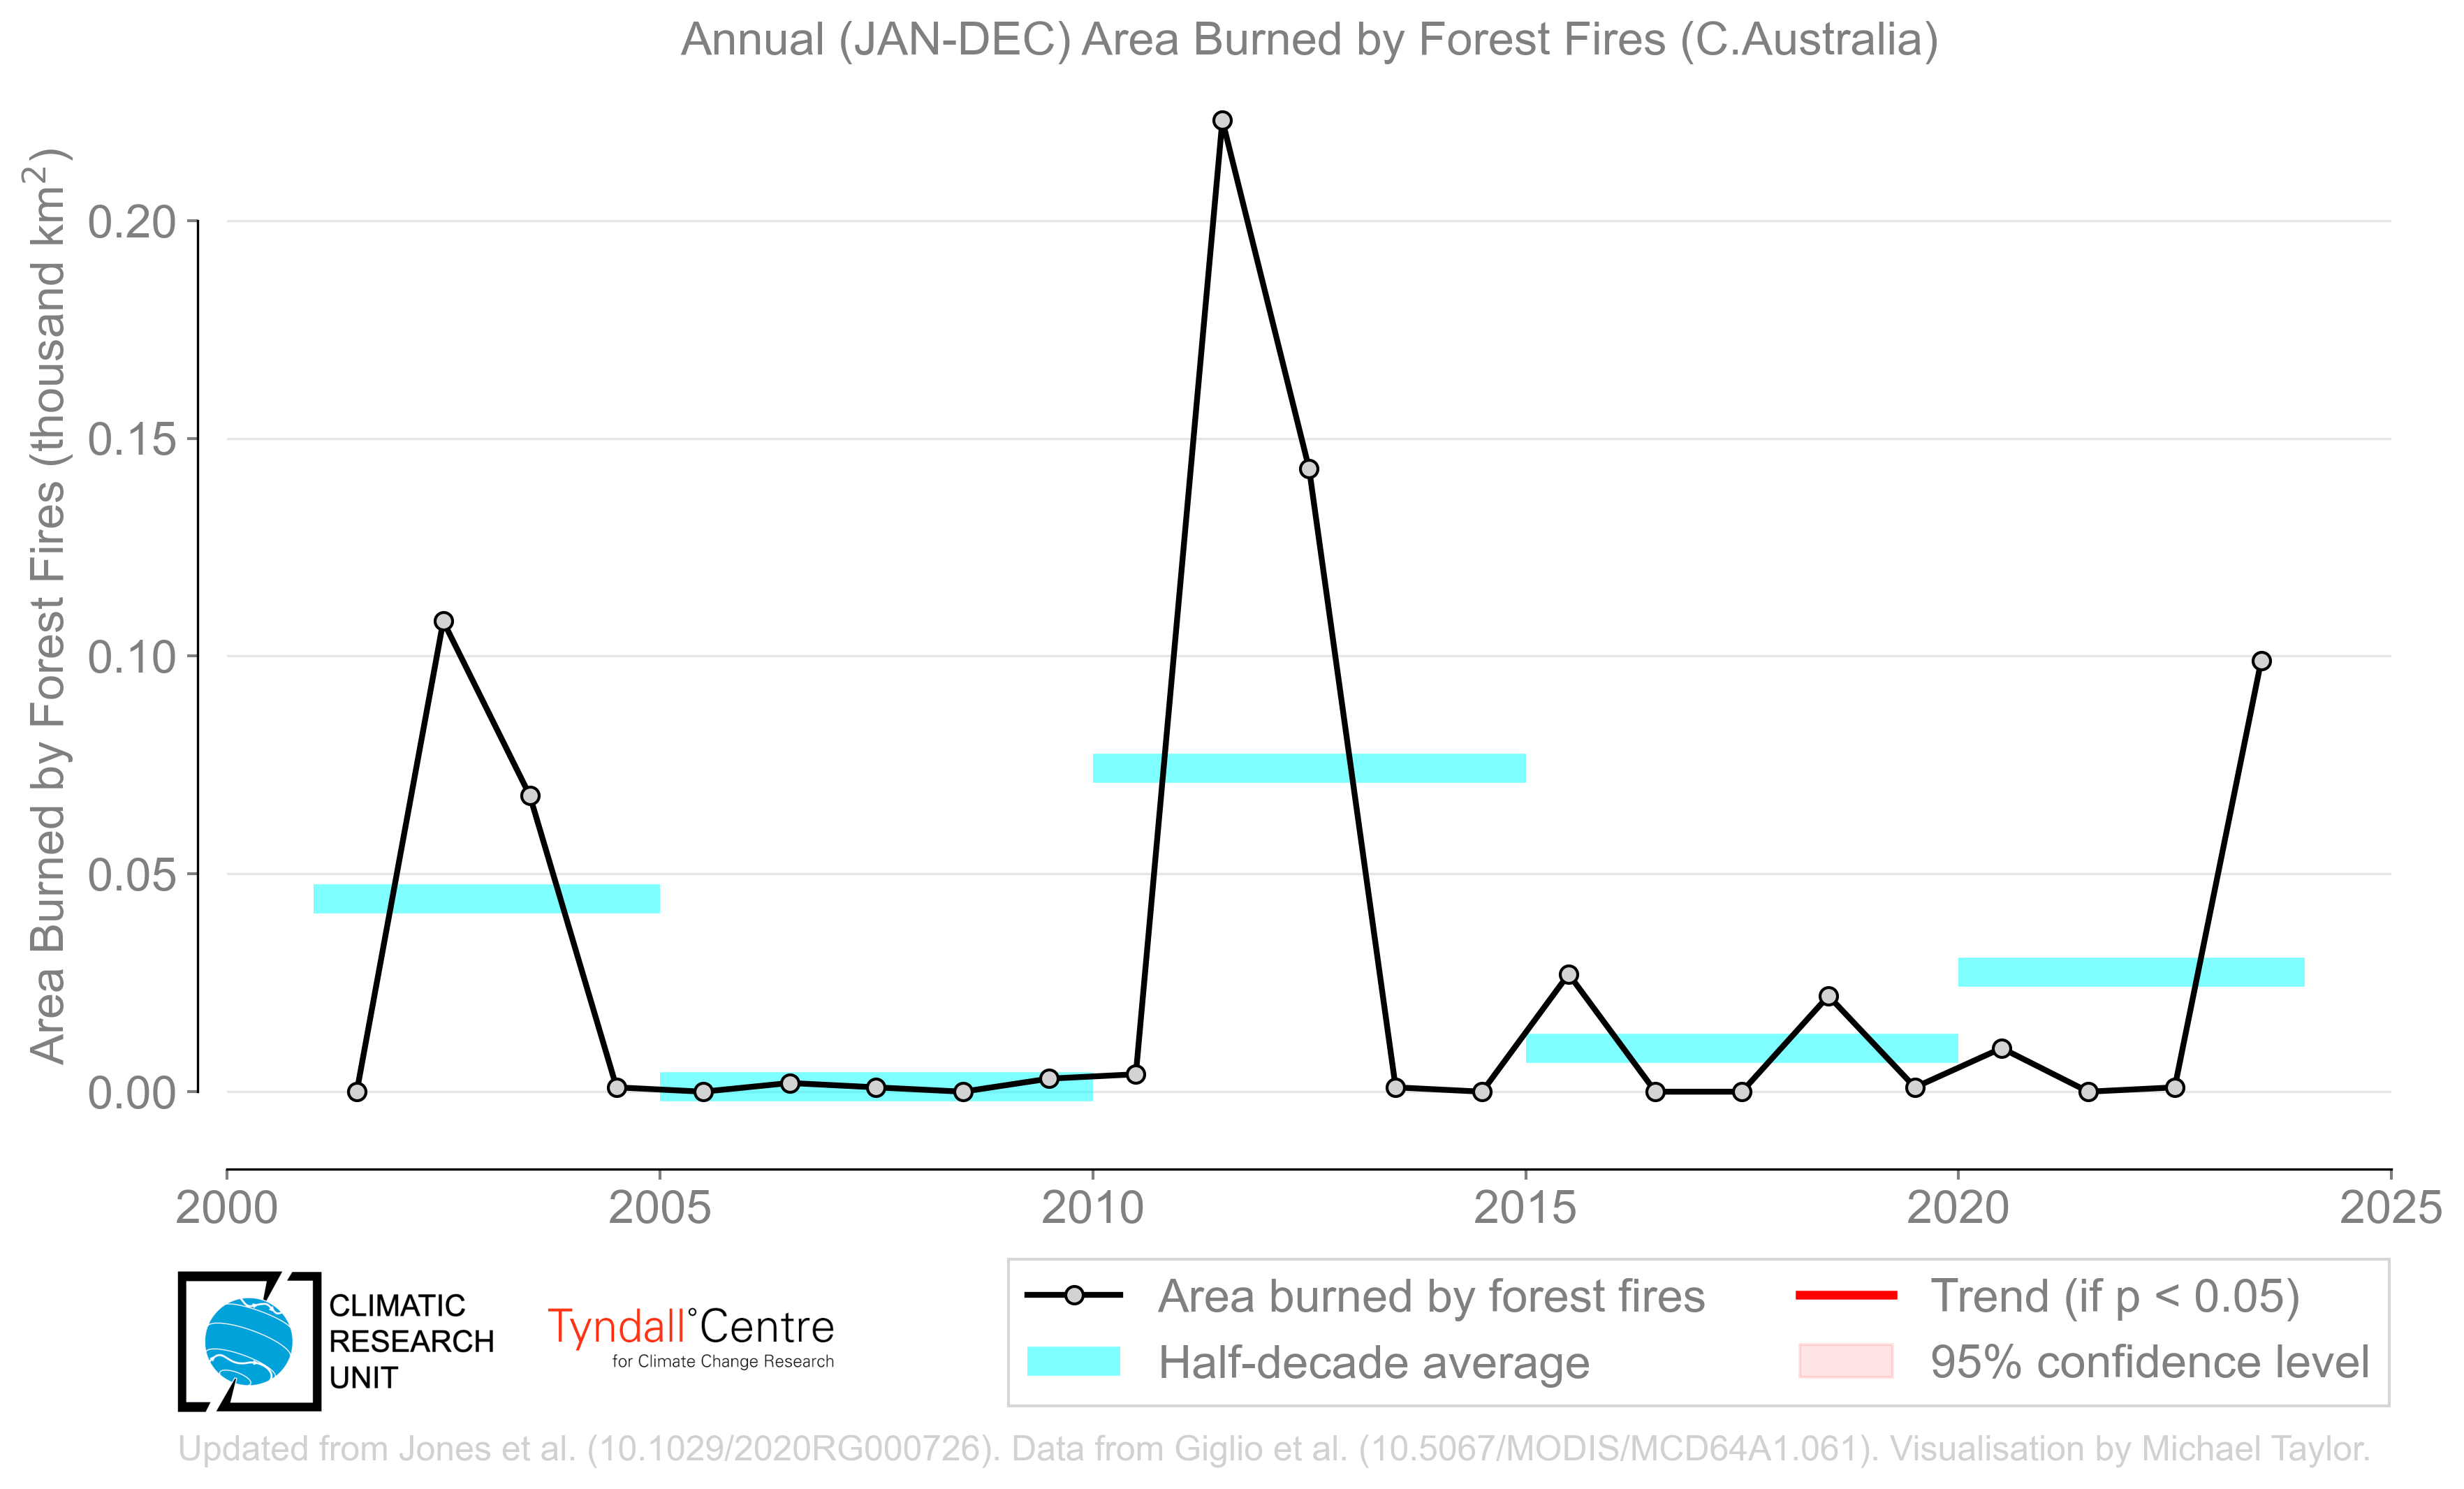 Annual (JAN-DEC) Area Burned by Forest Fires (C.Australia)
Area Burned by Forest Fires (thousand km²)
0.20
0.15
0.10
0.05
0.00
2000
2005
2010
2015
2020
2025
CLIMATIC
RESEARCH
UNIT
Tyndall°Centre
for Climate Change Research
Area burned by forest fires
Half-decade average
Trend (if p < 0.05)
95% confidence level
Updated from Jones et al. (10.1029/2020RG000726). Data from Giglio et al. (10.5067/MODIS/MCD64A1.061). Visualisation by Michael Taylor.